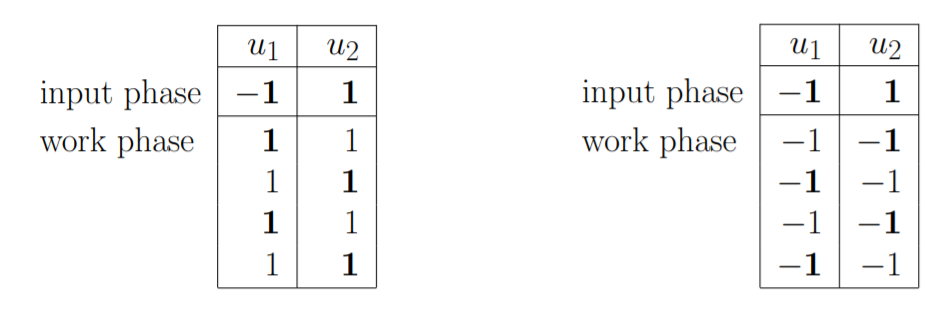 u₁ u₂ u₁ u₂
input phase −1 1 input phase −1 1
work phase 1 1 work phase −1 −1
1 1 −1 −1
1 1 −1 −1
1 1 −1 −1